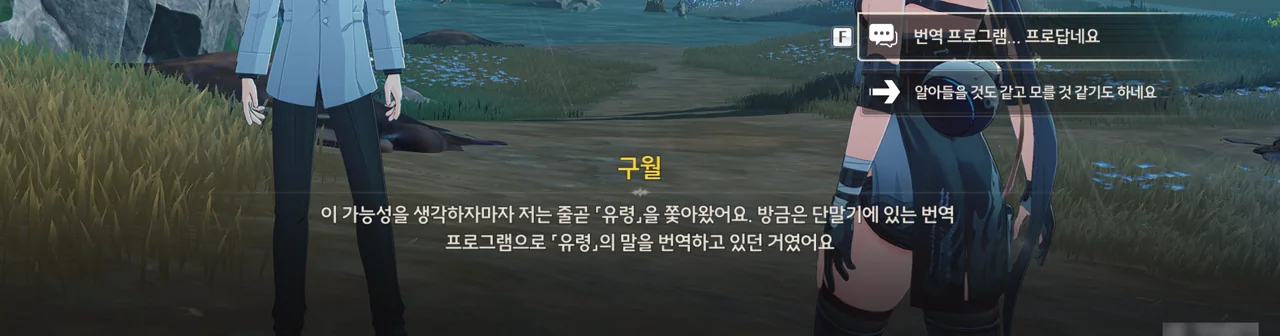 F
번역 프로그램... 프로답네요
알아들을 것도 같고 모를 것 같기도 하네요
구월
이 가능성을 생각하자마자 저는 줄곧 「유령」을 쫓아왔어요. 방금은 단말기에 있는 번역
프로그램으로 「유령」의 말을 번역하고 있던 거였어요